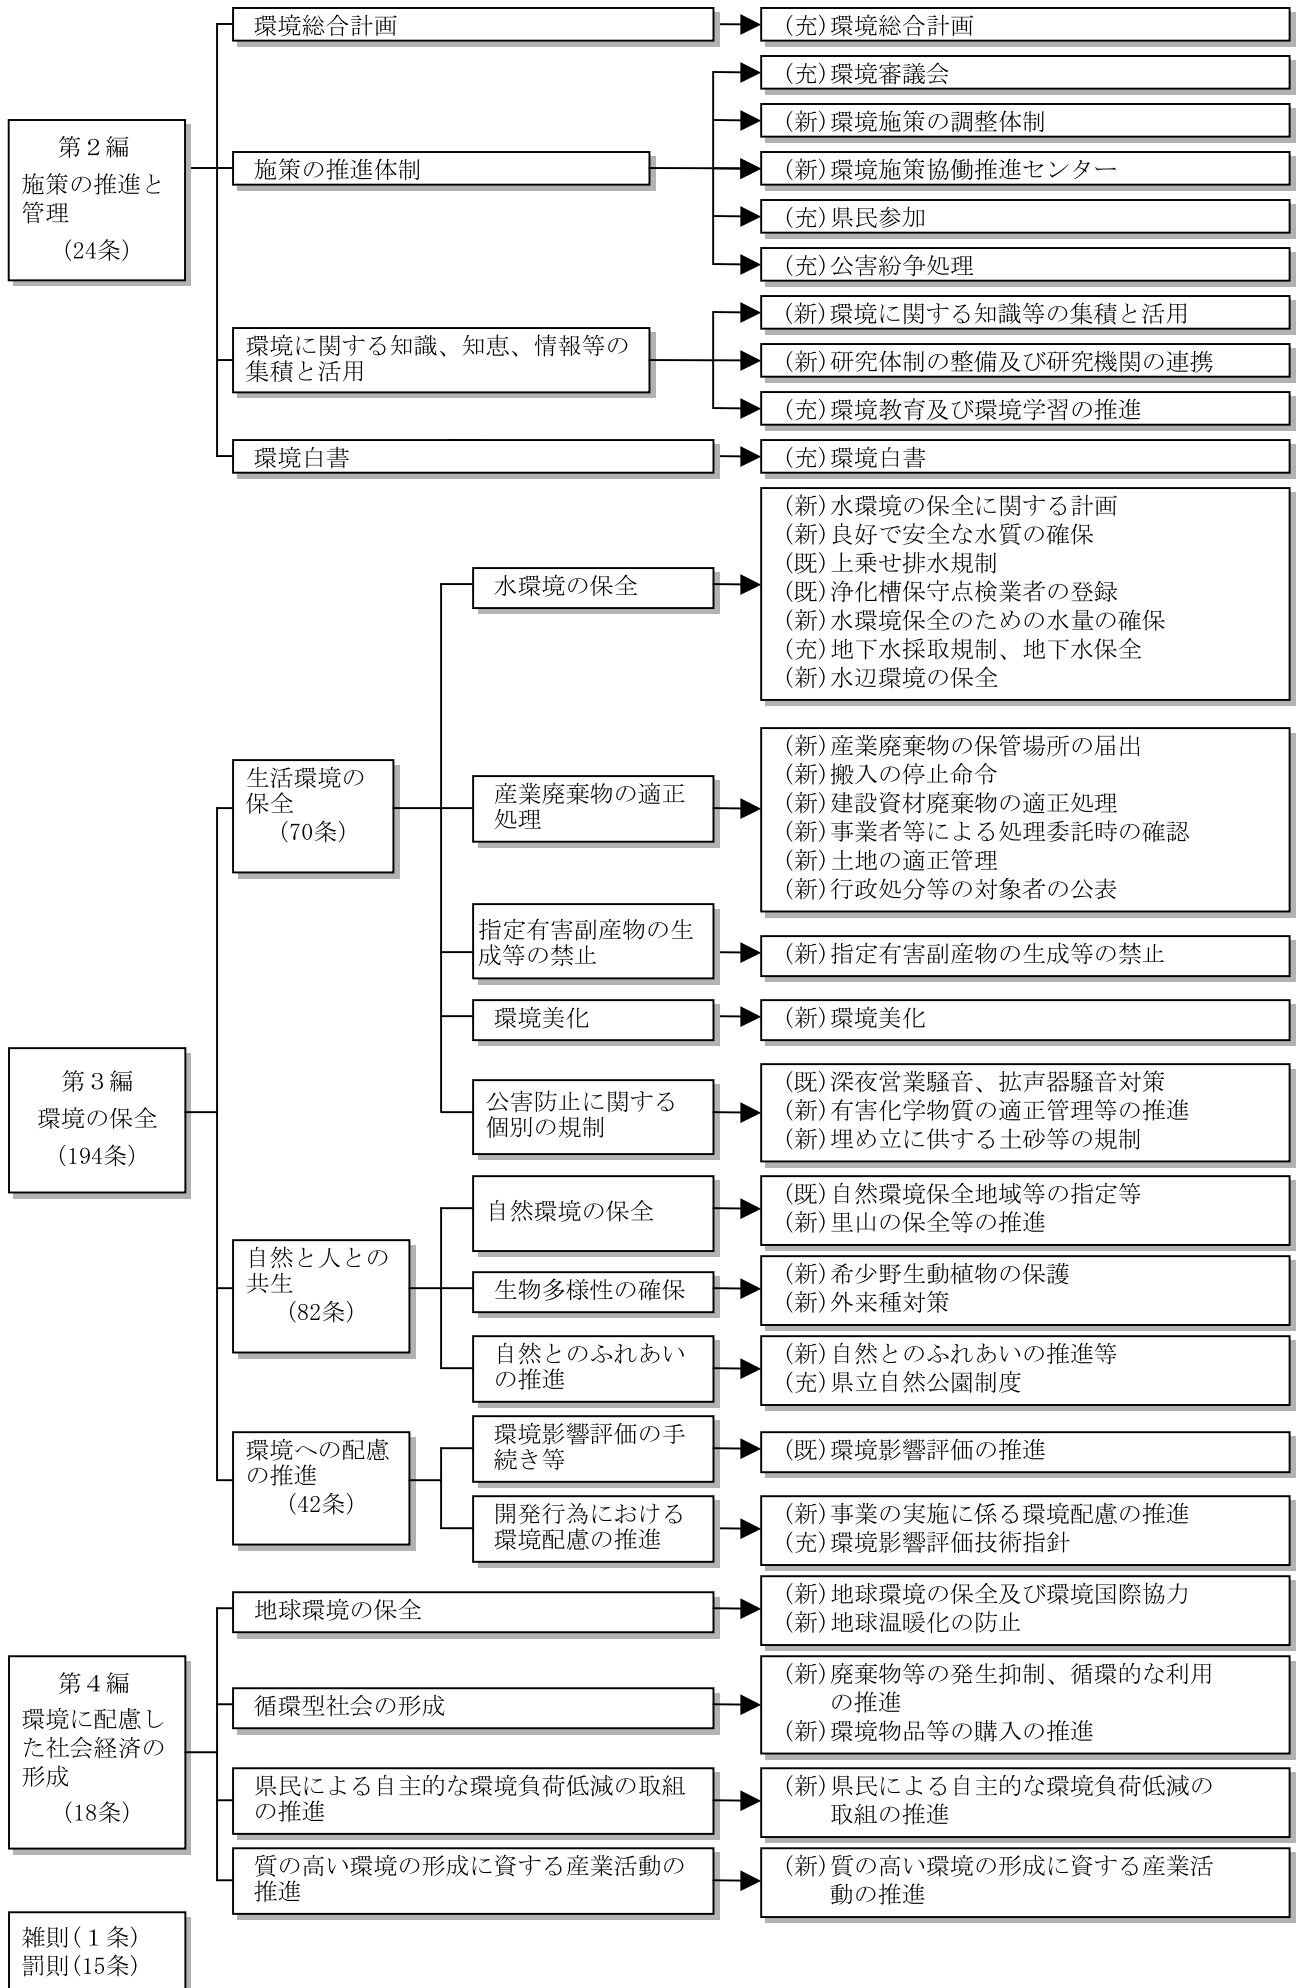 第２編
施策の推進と
管理
(24条)
環境総合計画
(充)環境総合計画
施策の推進体制
(充)環境審議会
(新)環境施策の調整体制
(新)環境施策協働推進センター
(充)県民参加
(充)公害紛争処理
環境に関する知識、知恵、情報等の
集積と活用
(新)環境に関する知識等の集積と活用
(新)研究体制の整備及び研究機関の連携
(充)環境教育及び環境学習の推進
環境白書
(充)環境白書
第３編
環境の保全
(194条)
生活環境の
保全
(70条)
水環境の保全
(新)水環境の保全に関する計画
(新)良好で安全な水質の確保
(既)上乗せ排水規制
(既)浄化槽保守点検業者の登録
(新)水環境保全のための水量の確保
(充)地下水採取規制、地下水保全
(新)水辺環境の保全
産業廃棄物の適正
処理
(新)産業廃棄物の保管場所の届出
(新)搬入の停止命令
(新)建設資材廃棄物の適正処理
(新)事業者等による処理委託時の確認
(新)土地の適正管理
(新)行政処分等の対象者の公表
指定有害副産物の生
成等の禁止
(新)指定有害副産物の生成等の禁止
環境美化
(新)環境美化
公害防止に関する
個別の規制
(既)深夜営業騒音、拡声器騒音対策
(新)有害化学物質の適正管理等の推進
(新)埋め立に供する土砂等の規制
自然と人との
共生
(82条)
自然環境の保全
(既)自然環境保全地域等の指定等
(新)里山の保全等の推進
生物多様性の確保
(新)希少野生動植物の保護
(新)外来種対策
自然とのふれあい
の推進
(新)自然とのふれあいの推進等
(充)県立自然公園制度
環境への配慮
の推進
(42条)
環境影響評価の手
続き等
(既)環境影響評価の推進
開発行為における
環境配慮の推進
(新)事業の実施に係る環境配慮の推進
(充)環境影響評価技術指針
第４編
環境に配慮し
た社会経済の
形成
(18条)
地球環境の保全
(新)地球環境の保全及び環境国際協力
(新)地球温暖化の防止
循環型社会の形成
(新)廃棄物等の発生抑制、循環的な利用
の推進
(新)環境物品等の購入の推進
県民による自主的な環境負荷低減の取組
の推進
(新)県民による自主的な環境負荷低減の
取組の推進
質の高い環境の形成に資する産業活動の
推進
(新)質の高い環境の形成に資する産業活
動の推進
雑則(１条)
罰則(15条)